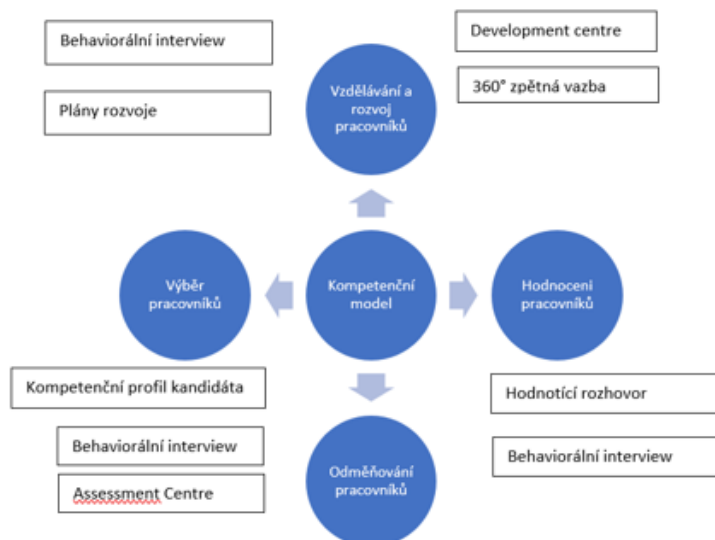 Behaviorální interview
Development centre
Plány rozvoje
360° zpětná vazba
Vzdělávání a
rozvoj
pracovníků
Výběr
pracovníků
Kompetenční
model
Hodnoceni
pracovníků
Kompetenční profil kandidáta
Behaviorální interview
Assessment Centre
Hodnotící rozhovor
Behaviorální interview
Odměňování
pracovníků